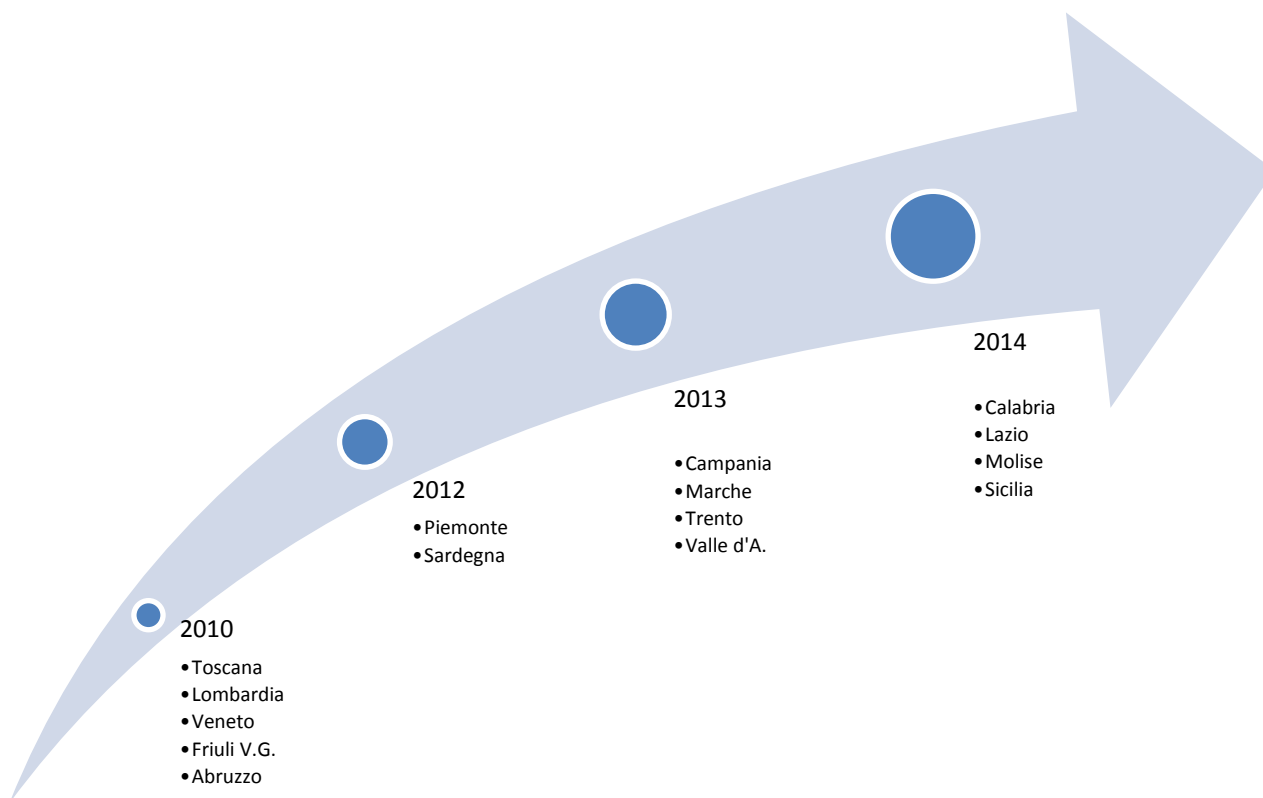 2010
•Toscana
•Lombardia
•Veneto
•Friuli V.G.
•Abruzzo
2012
•Piemonte
•Sardegna
2013
•Campania
•Marche
•Trento
•Valle d'A.
2014
•Calabria
•Lazio
•Molise
•Sicilia